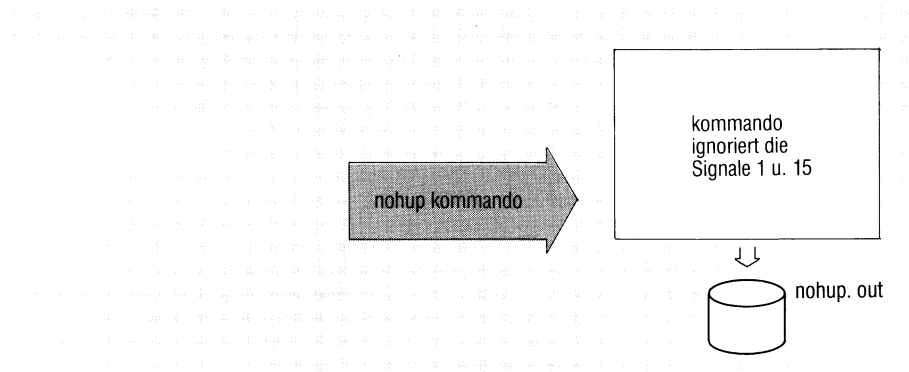 kommando
ignoriert die
Signale 1 u. 15
nohup kommando
nohup. out